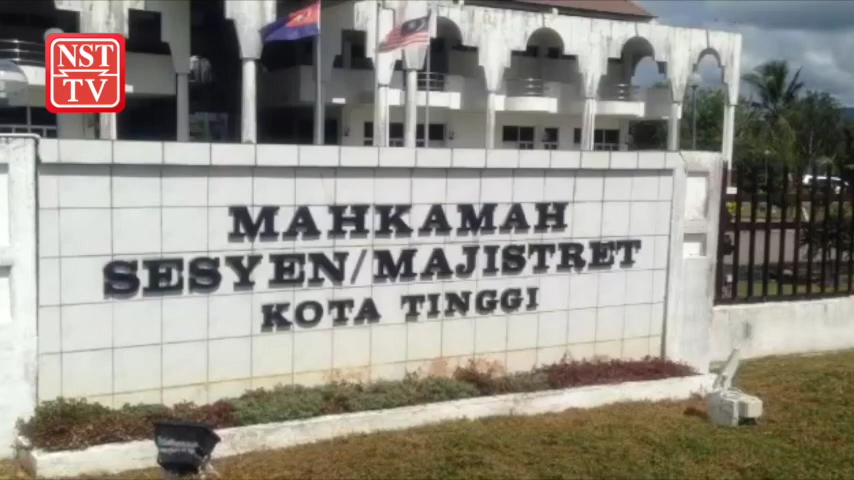 NST
TV
MAHKAMAH
SESYEN/MAJISTRET
KOTA TINGGI